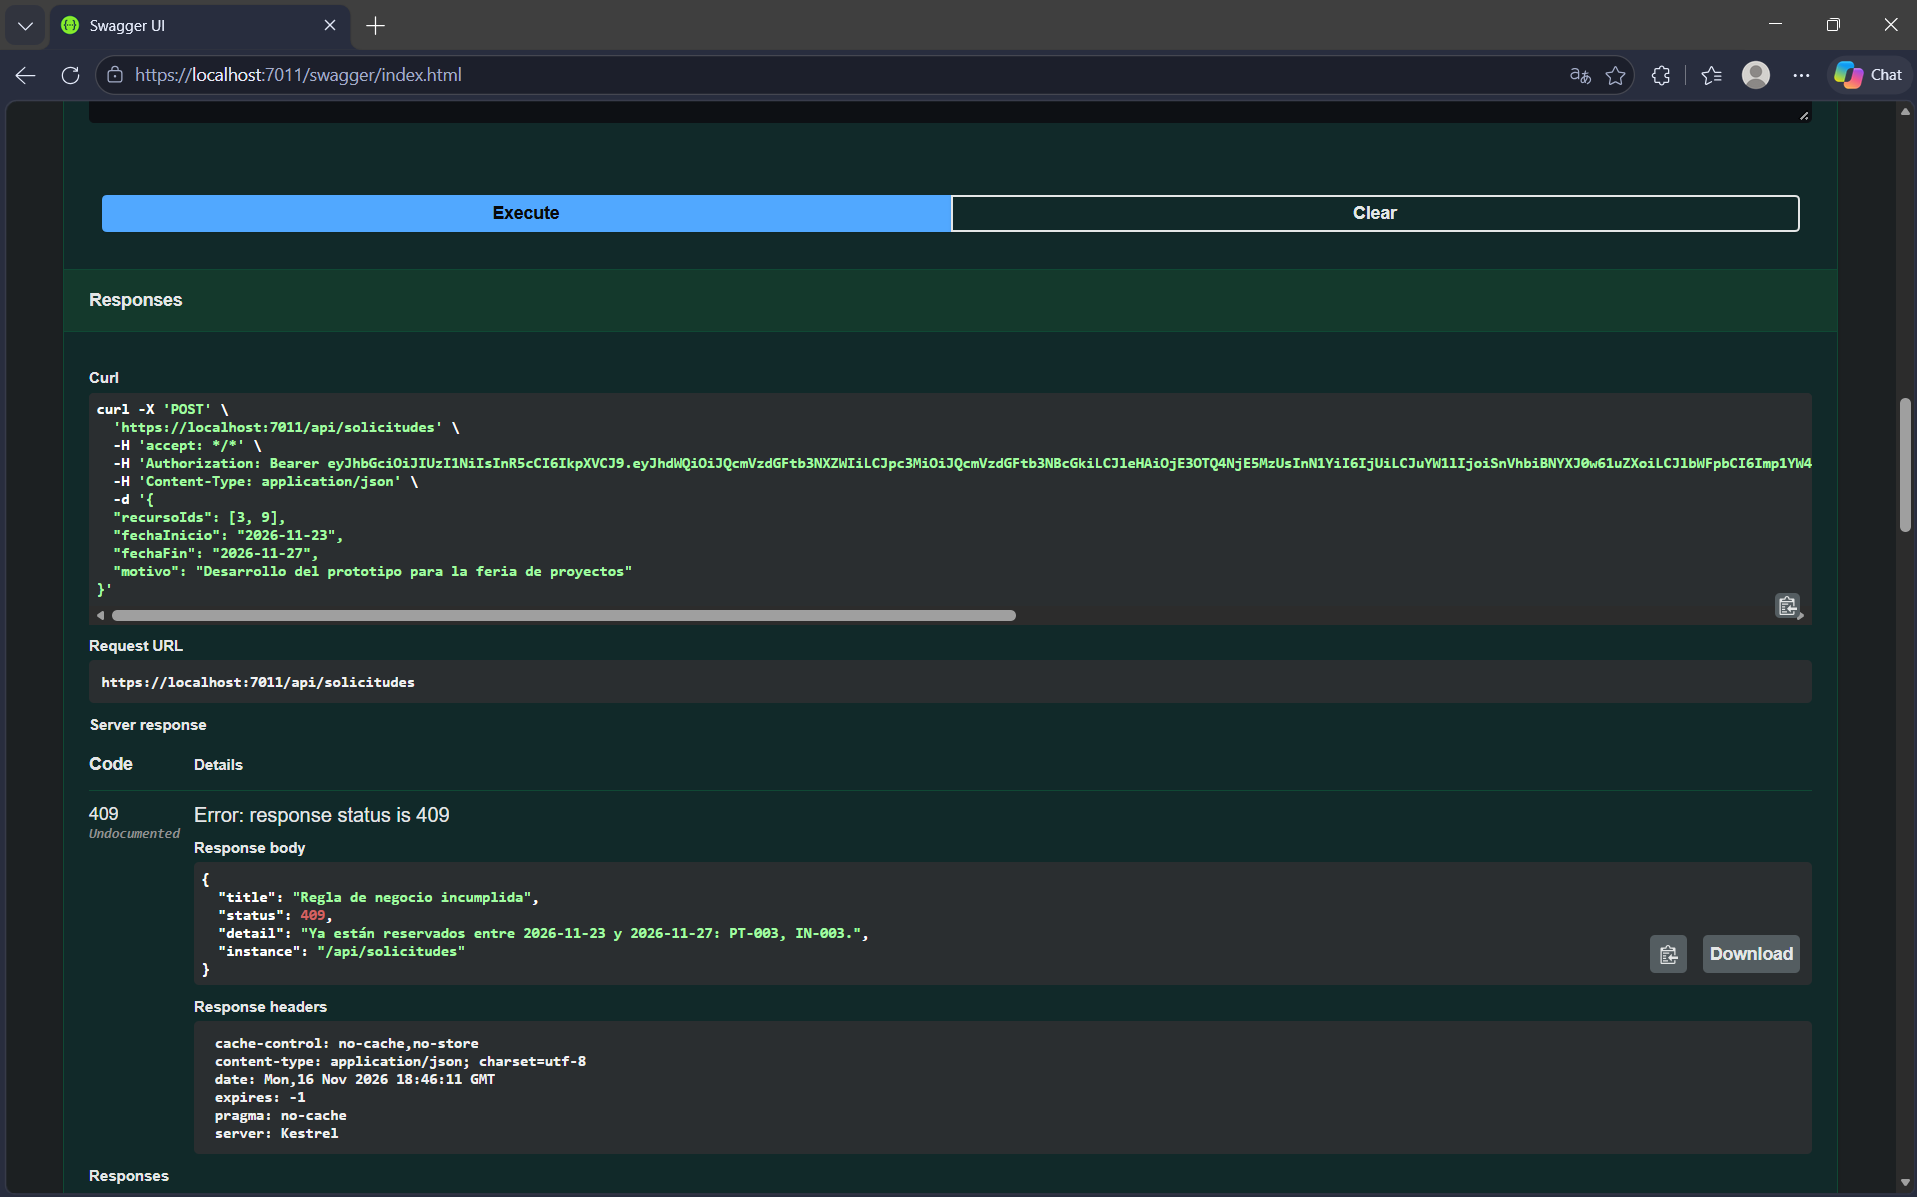 Swagger UI
https://localhost:7011/swagger/index.html
Chat
Execute
Clear
Responses
Curl
curl -X 'POST' \
'https://localhost:7011/api/solicitudes' \
-H 'accept: */*' \
-H 'Authorization: Bearer eyJhbGciOiJIUzI1NiIsInR5cCI6IkpXVCJ9.eyJhdWQiOiJQcmVzdGFtb3NXZWIiLCJpc3MiOiJQcmVzdGFtb3NBcGkiLCJleHAiOjE3OTQ4NjE5MzUsInN1YiI6IjUiLCJuYW1lIjoiSnVhbiBNYXJ0w61uZXoiLCJlbWFpbCI6Imp1YW4
-H 'Content-Type: application/json' \
-d '{
"recursoIds": [3, 9],
"fechaInicio": "2026-11-23",
"fechaFin": "2026-11-27",
"motivo": "Desarrollo del prototipo para la feria de proyectos"
}'
Request URL
https://localhost:7011/api/solicitudes
Server response
Code
Details
409
Undocumented
Error: response status is 409
Response body
{
"title": "Regla de negocio incumplida",
"status": 409,
"detail": "Ya están reservados entre 2026-11-23 y 2026-11-27: PT-003, IN-003.",
"instance": "/api/solicitudes"
}
Download
Response headers
cache-control: no-cache,no-store
content-type: application/json; charset=utf-8
date: Mon,16 Nov 2026 18:46:11 GMT
expires: -1
pragma: no-cache
server: Kestrel
Responses